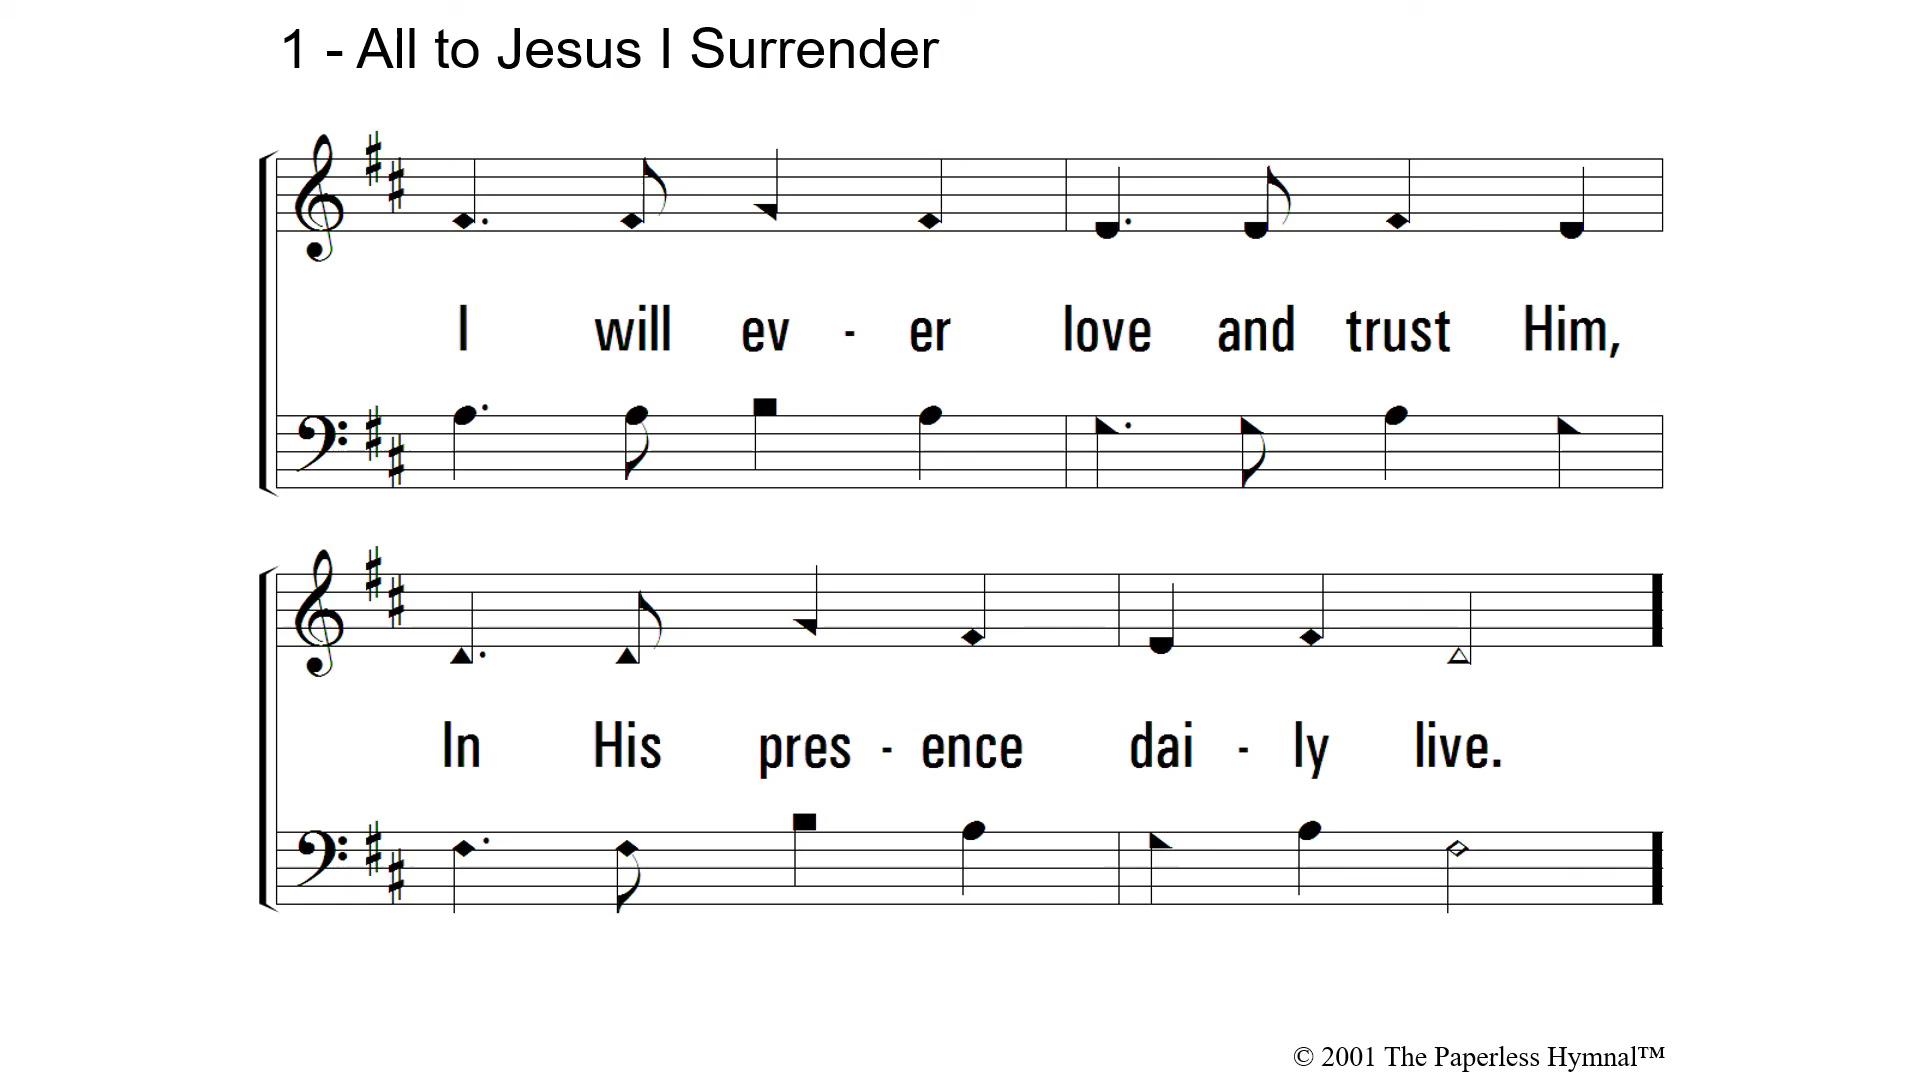 1 - All to Jesus I Surrender
I will ev - er love and trust Him,
In His pres - ence dai - ly live.
© 2001 The Paperless Hymnal™